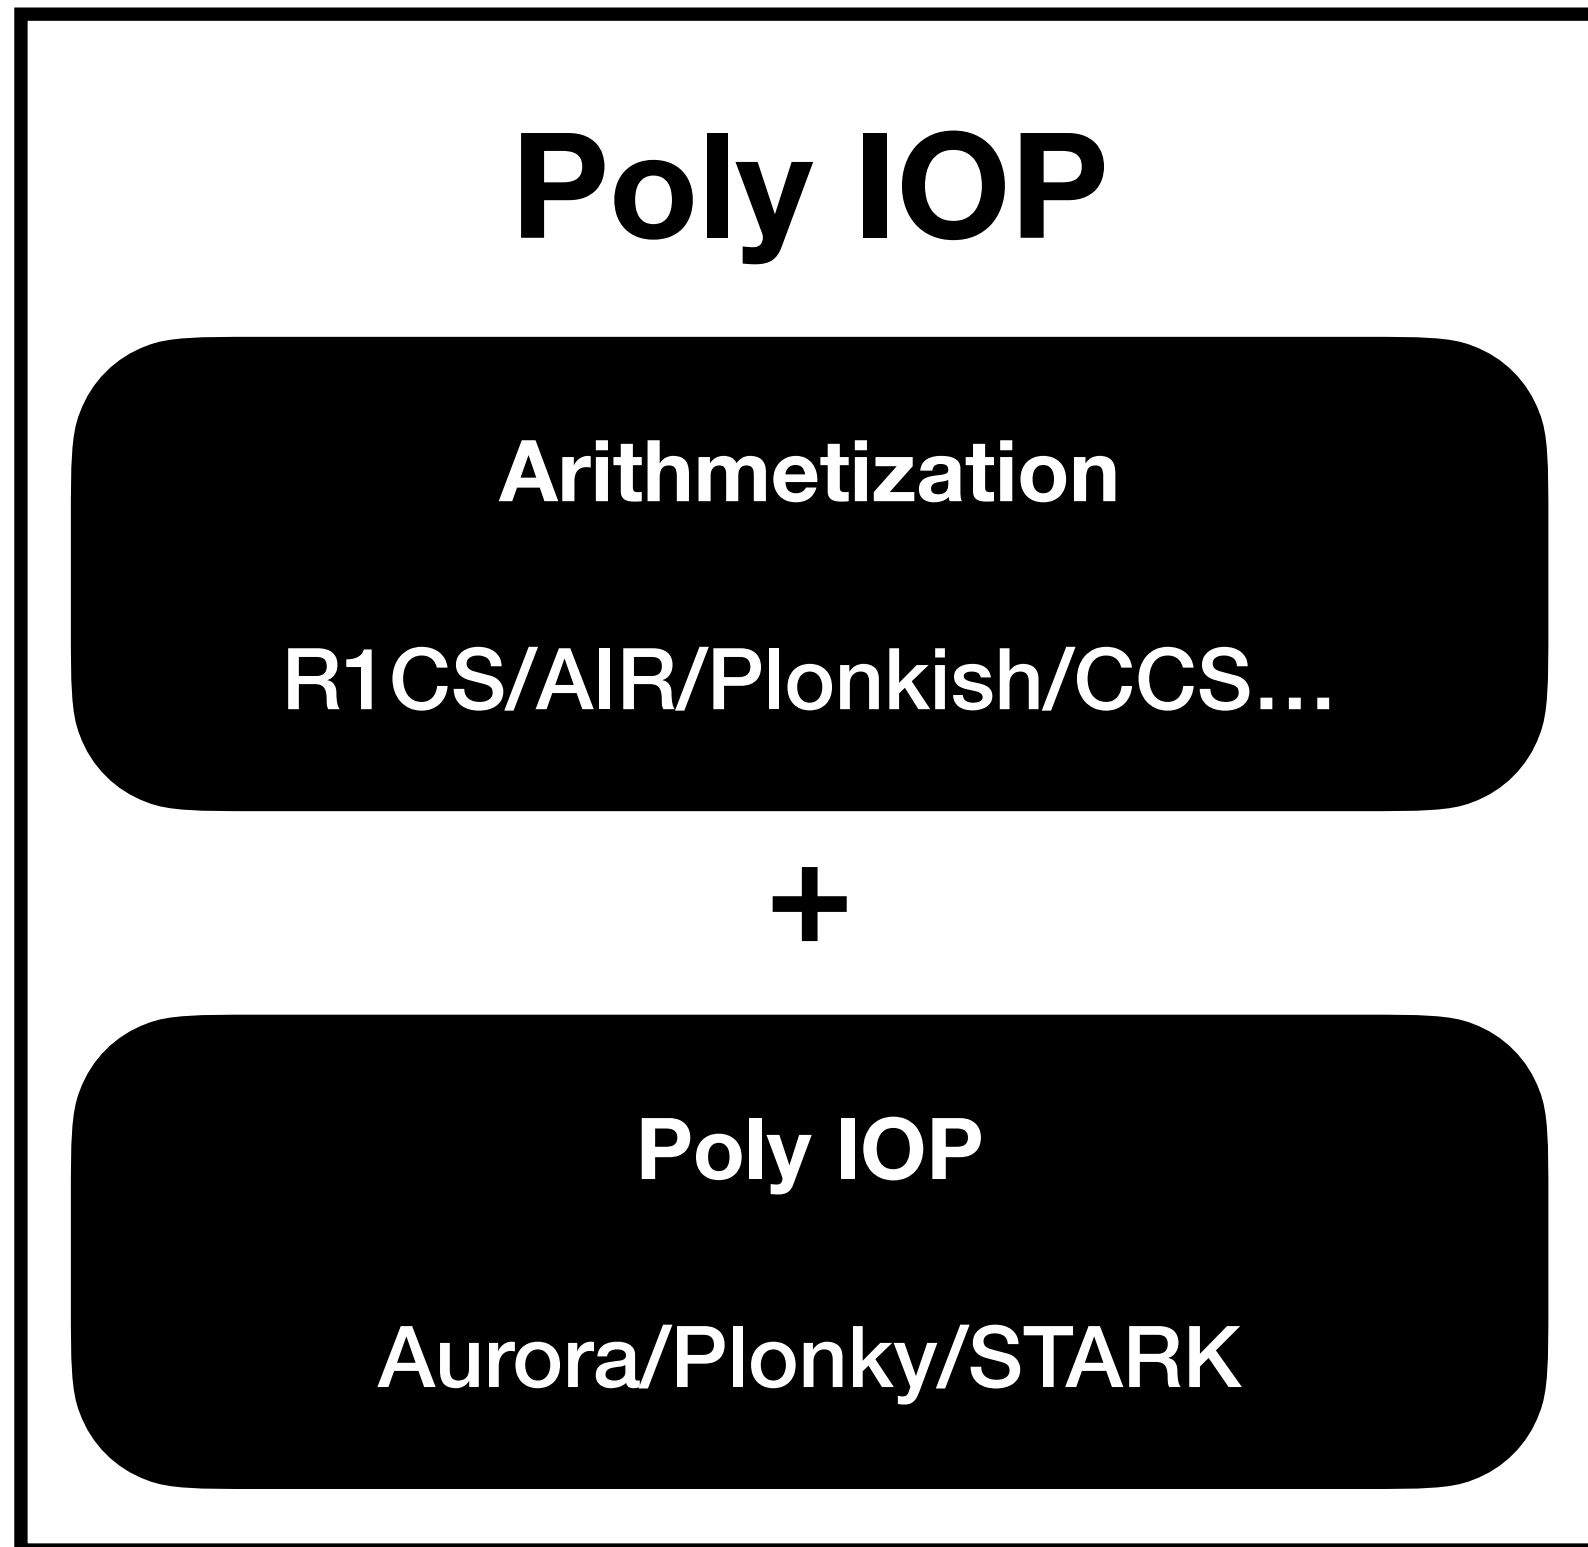 Poly IOP
Arithmetization
R1CS/AIR/Plonkish/CCS…
+
Poly IOP
Aurora/Plonky/STARK